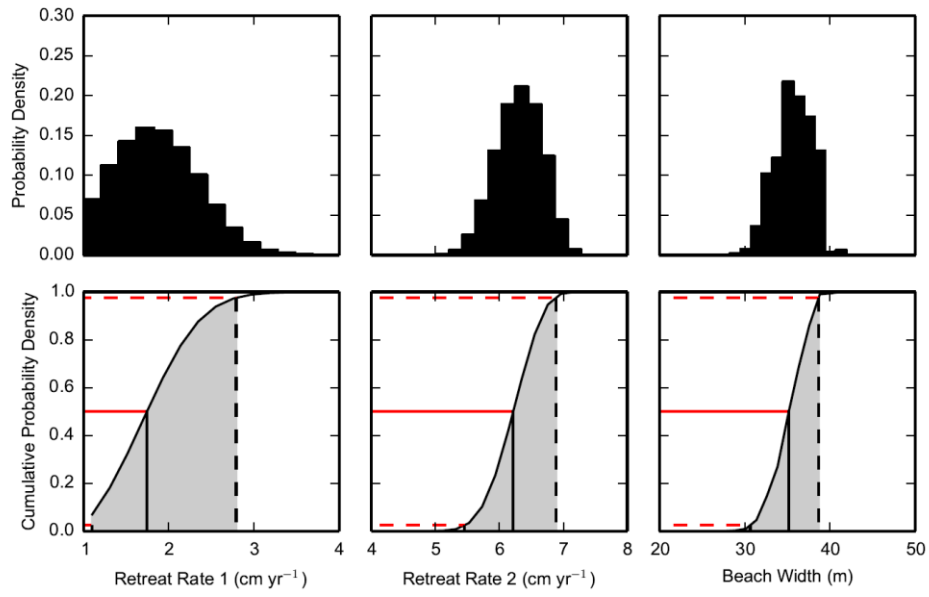 0.30
0.25
0.20
0.15
0.10
0.05
0.00
Probability Density
1.0
0.8
0.6
0.4
0.2
0.0
Cumulative Probability Density
1 2 3 4
4 5 6 7 8
20 30 40 50
Retreat Rate 1 (cm yr⁻¹)
Retreat Rate 2 (cm yr⁻¹)
Beach Width (m)